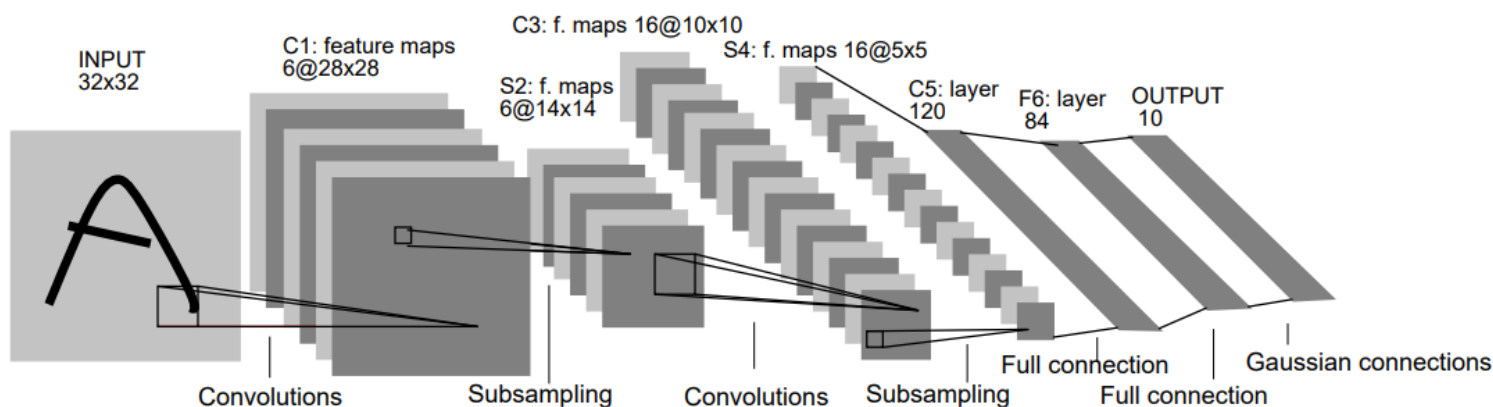 INPUT
32x32
C1: feature maps
6@28x28
S2: f. maps
6@14x14
C3: f. maps 16@10x10
S4: f. maps 16@5x5
C5: layer
120
F6: layer
84
OUTPUT
10
Convolutions
Subsampling
Convolutions
Subsampling
Full connection
Full connection
Gaussian connections